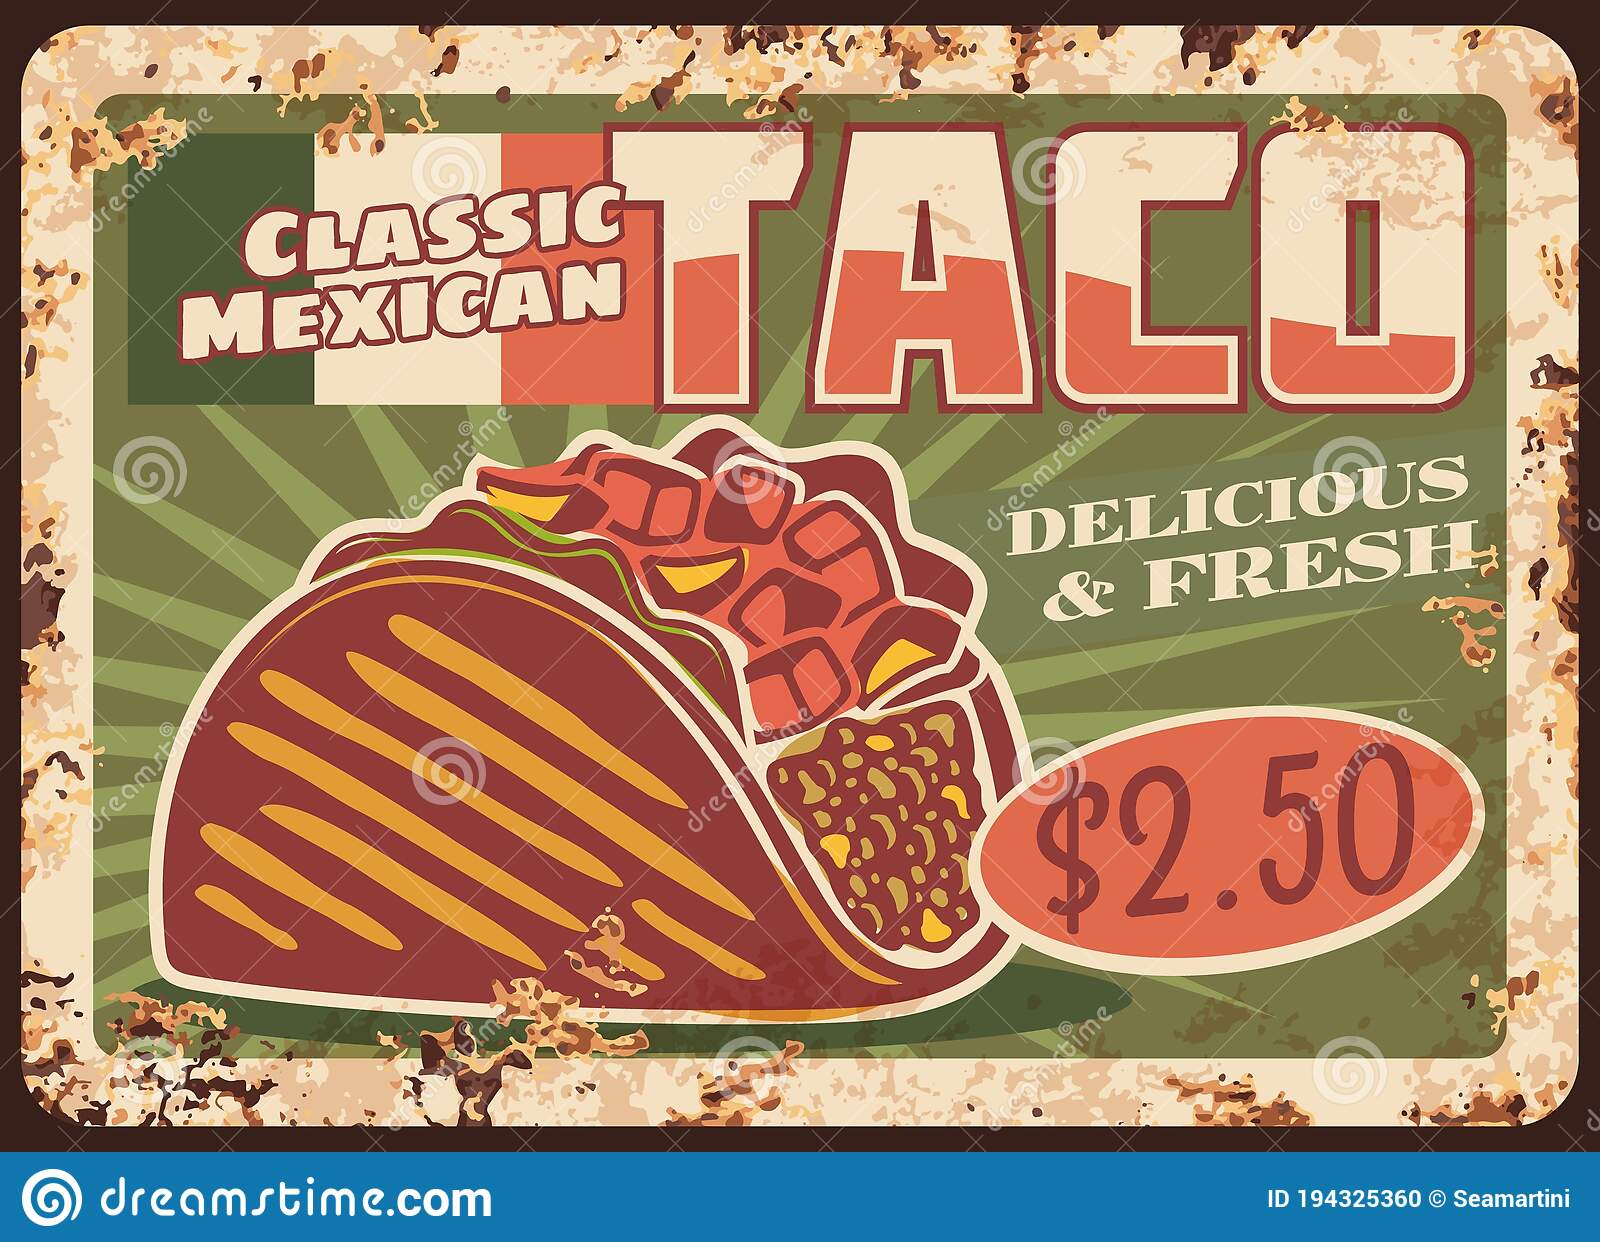 CLASSIC
MEXICAN
TACO
DELICIOUS
& FRESH
$2.50
dreamstime.com
ID 194325360 © Seamartini